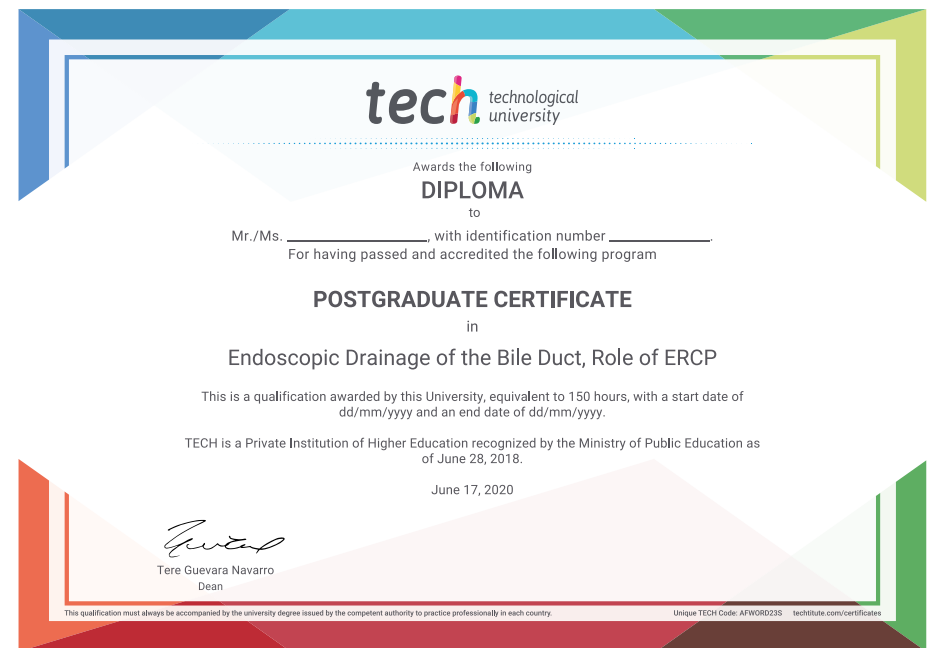 tech technological
university
Awards the following
DIPLOMA
to
Mr./Ms. ____________________, with identification number ______________.
For having passed and accredited the following program
POSTGRADUATE CERTIFICATE
in
Endoscopic Drainage of the Bile Duct, Role of ERCP
This is a qualification awarded by this University, equivalent to 150 hours, with a start date of
dd/mm/yyyy and an end date of dd/mm/yyyy.
TECH is a Private Institution of Higher Education recognized by the Ministry of Public Education as
of June 28, 2018.
June 17, 2020
Tere Guevara Navarro
Dean
This qualification must always be accompanied by the university degree issued by the competent authority to practice professionally in each country. Unique TECH Code: AFWORD23S techtitute.com/certificates